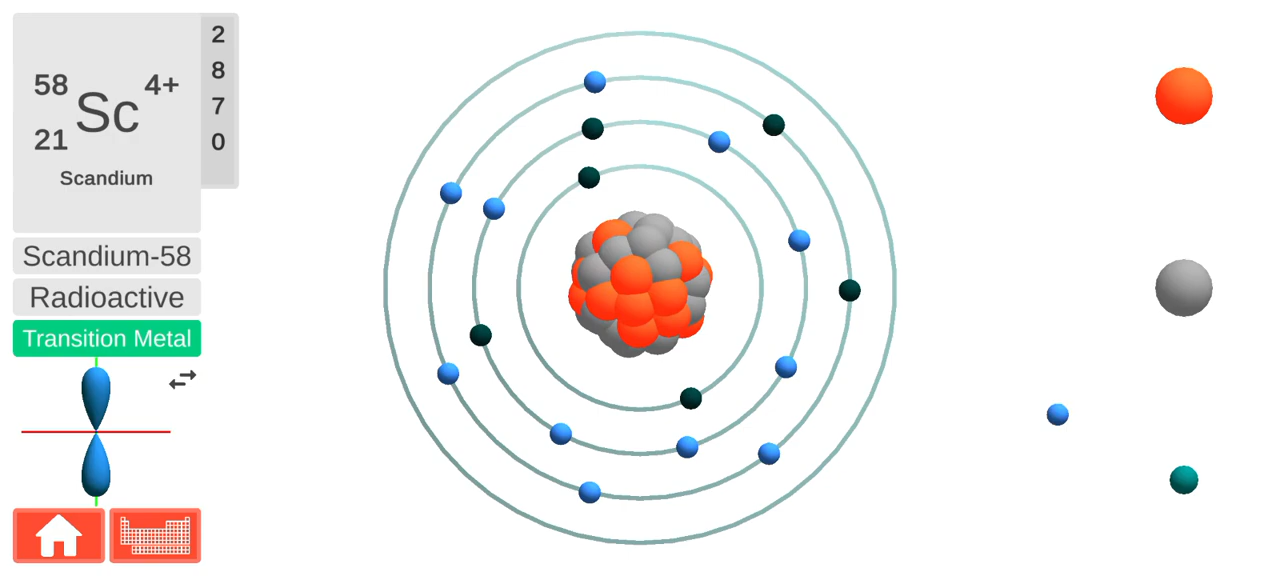 58
Sc
4+
21
Scandium
2
8
7
0
Scandium-58
Radioactive
Transition Metal